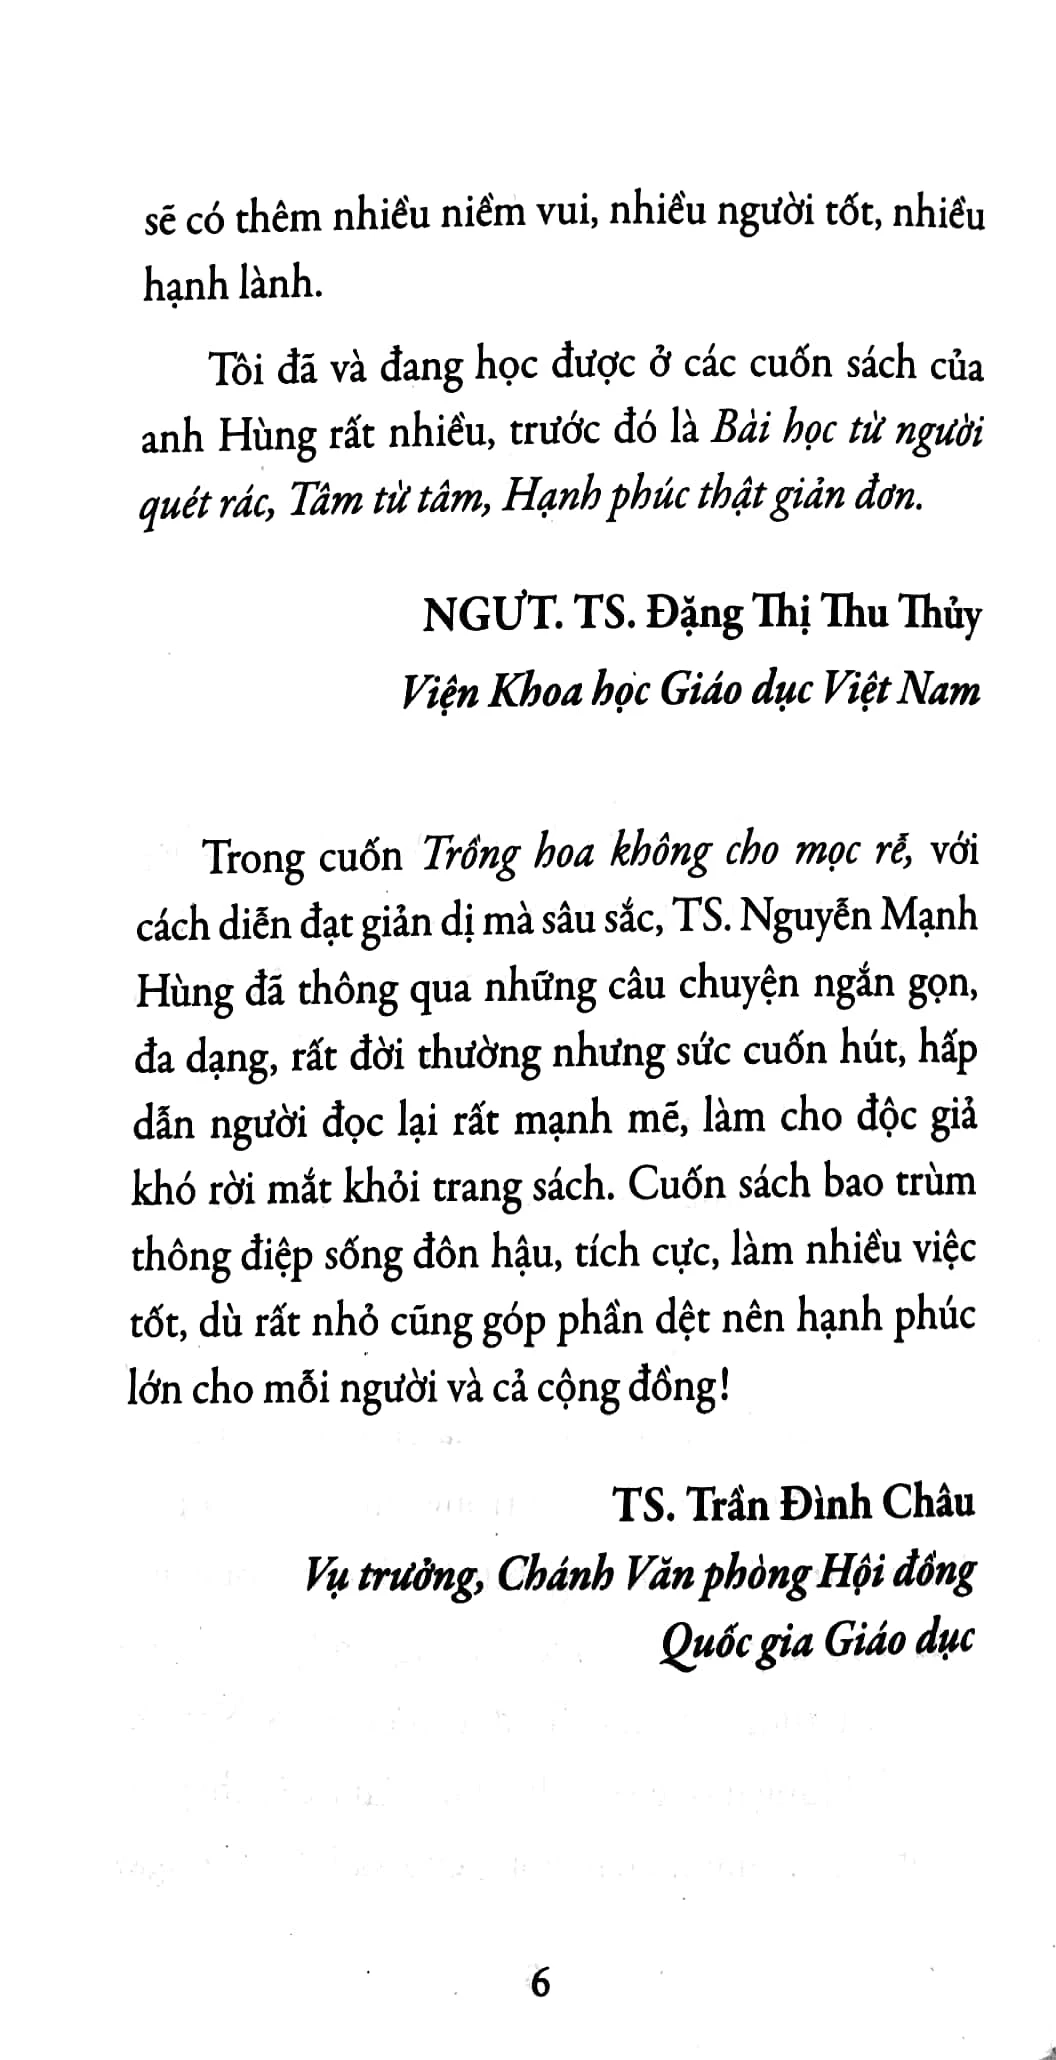 sẽ có thêm nhiều niềm vui, nhiều người tốt, nhiều
hạnh lành.
Tôi đã và đang học được ở các cuốn sách của
anh Hùng rất nhiều, trước đó là Bài học từ người
quét rác, Tâm từ tâm, Hạnh phúc thật giản đơn.
NGƯT. TS. Đặng Thị Thu Thủy
Viện Khoa học Giáo dục Việt Nam
Trong cuốn Trồng hoa không cho mọc rễ, với
cách diễn đạt giản dị mà sâu sắc, TS. Nguyễn Mạnh
Hùng đã thông qua những câu chuyện ngắn gọn,
đa dạng, rất đời thường nhưng sức cuốn hút, hấp
dẫn người đọc lại rất mạnh mẽ, làm cho độc giả
khó rời mắt khỏi trang sách. Cuốn sách bao trùm
thông điệp sống đôn hậu, tích cực, làm nhiều việc
tốt, dù rất nhỏ cũng góp phần dệt nên hạnh phúc
lớn cho mỗi người và cả cộng đồng!
TS. Trần Đình Châu
Vụ trưởng, Chánh Văn phòng Hội đồng
Quốc gia Giáo dục
6